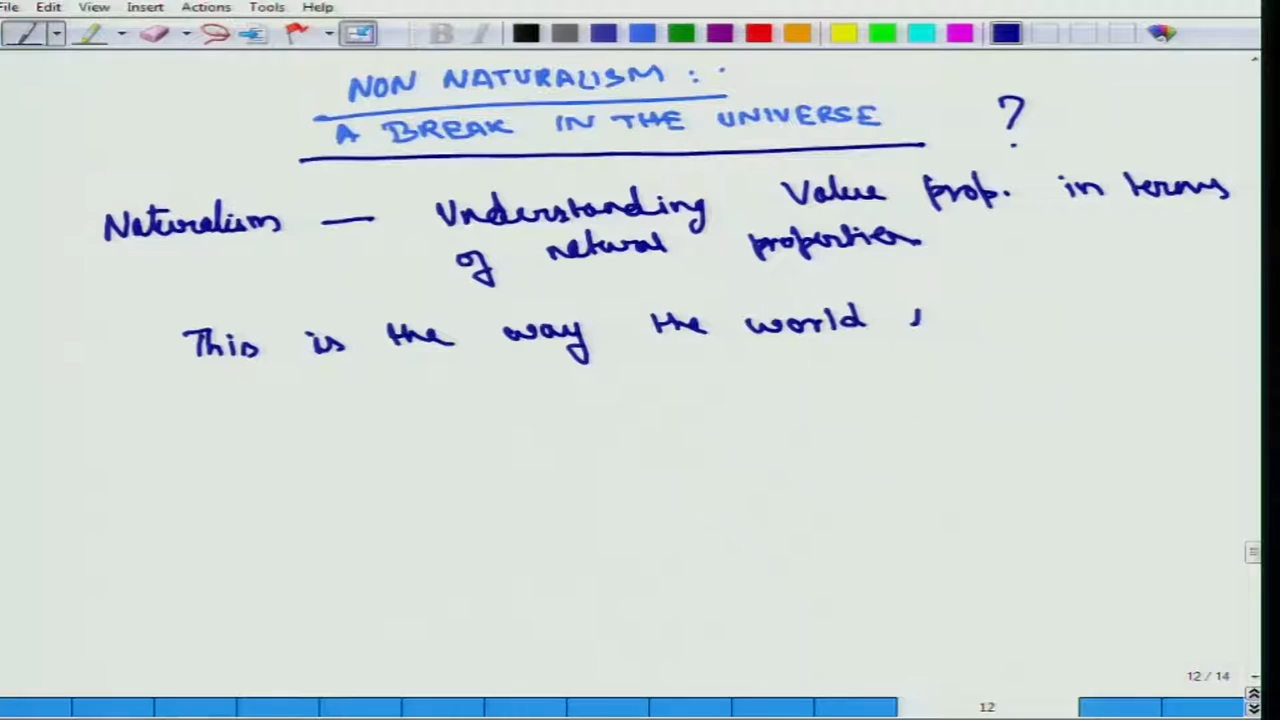 File Edit View Insert Actions Tools Help
NON NATURALISM :
A BREAK IN THE UNIVERSE ?
Naturalism — Understanding Value prop. in terms
of natural properties
This is the way the world
12 / 14
12